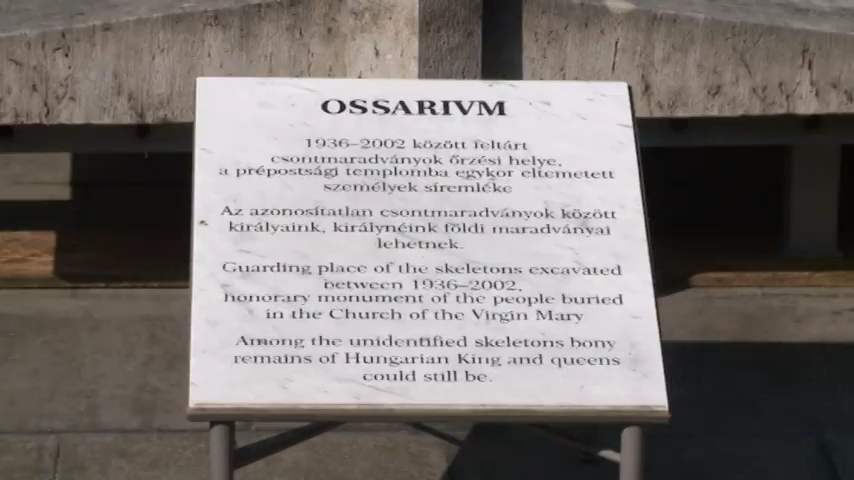 OSSARIVM
1936–2002 között feltárt
csontmaradványok őrzési helye,
a prépostsági templomba egykor eltemetett
személyek síremléke
Az azonosítatlan csontmaradványok között
királyaink, királynéink földi maradványai
lehetnek.
Guarding place of the skeletons excavated
between 1936–2002,
honorary monument of the people buried
in the Church of the Virgin Mary
Among the unidentified skeletons bony
remains of Hungarian King and queens
could still be.